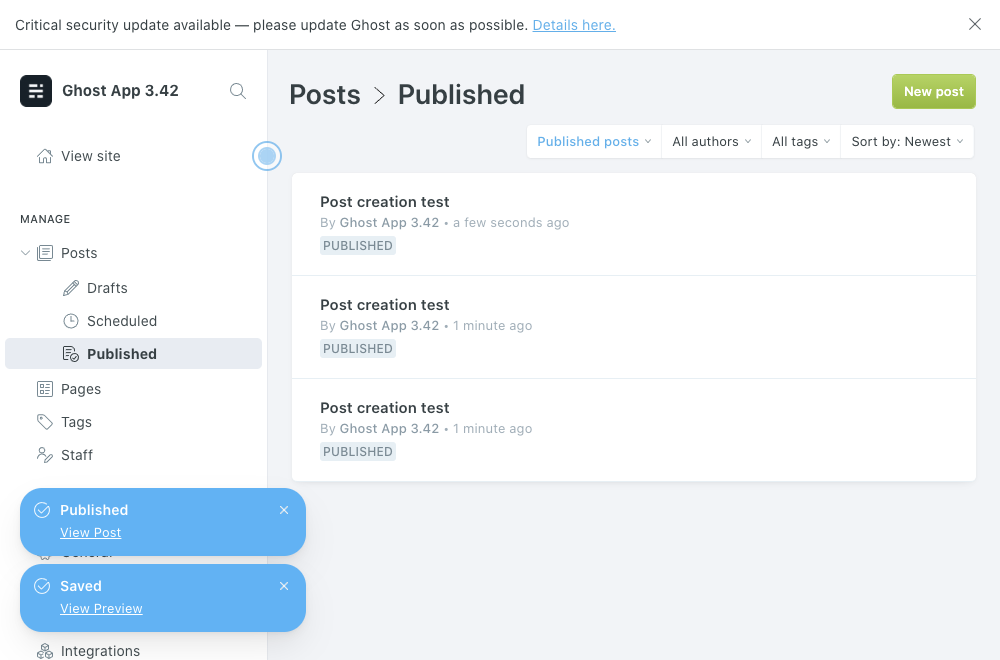 Critical security update available — please update Ghost as soon as possible. Details here.
Ghost App 3.42
View site
MANAGE
Posts
Drafts
Scheduled
Published
Pages
Tags
Staff
Published
View Post
General
Saved
View Preview
Integrations
Posts > Published
New post
Published posts
All authors
All tags
Sort by: Newest
Post creation test
By Ghost App 3.42 • a few seconds ago
PUBLISHED
Post creation test
By Ghost App 3.42 • 1 minute ago
PUBLISHED
Post creation test
By Ghost App 3.42 • 1 minute ago
PUBLISHED